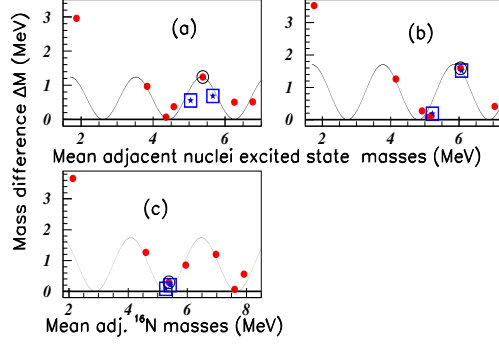 Mass difference ΔM (MeV)
3
2
1
0
(a)
2 4 6
3
2
1
0
(b)
2 4 6
Mean adjacent nuclei excited state masses (MeV)
3
2
1
0
(c)
2 4 6 8
Mean adj. ¹⁶N masses (MeV)